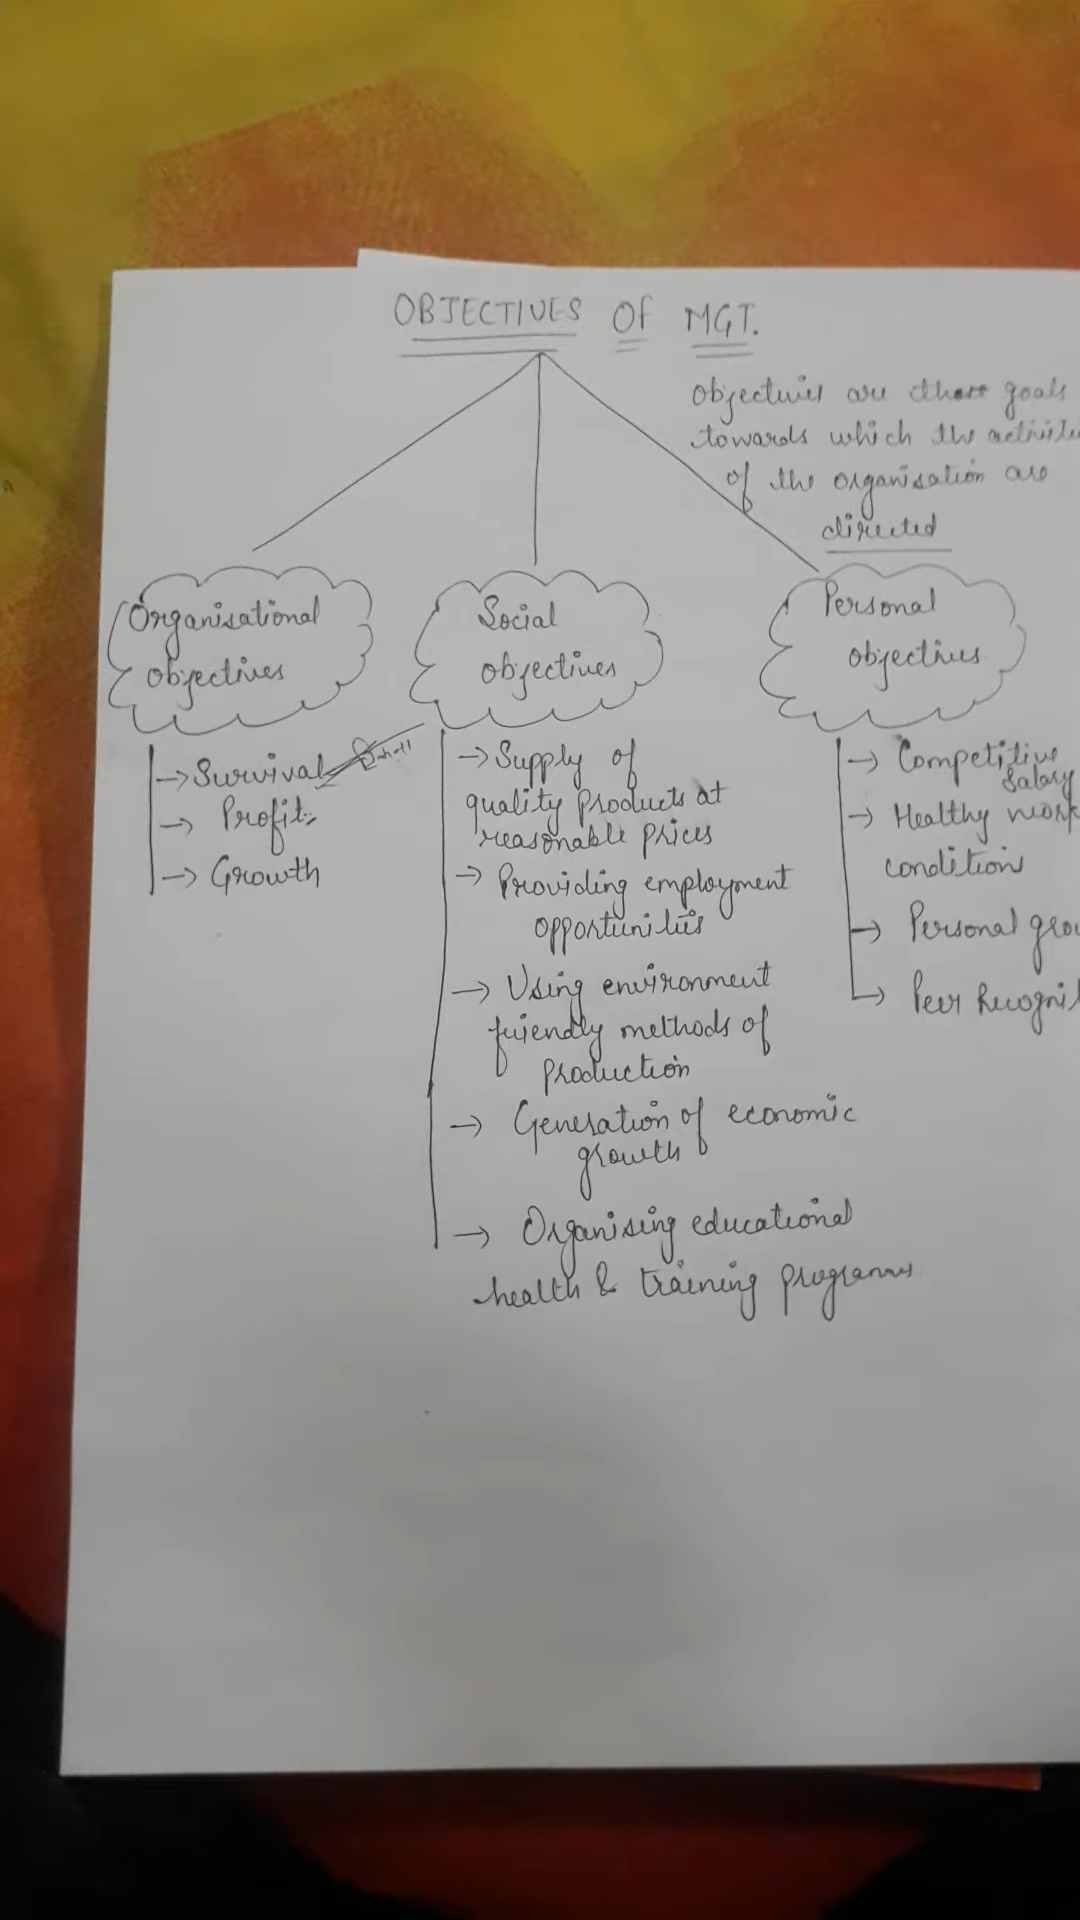 OBJECTIVES OF MGT.
Objectives are those goals
towards which the
of the organisation are
directed
Organisational
objectives
Social
objectives
Personal
objectives
→ Survival
→ Profit
→ Growth
→ Supply of
quality products at
reasonable prices
→ Providing employment
opportunities
→ Using environment
friendly methods of
production
→ Generation of economic
growth
→ Organising educational
health & training programs
→ Competitive
Salary
→ Healthy work
condition
→ Personal
→ Peer